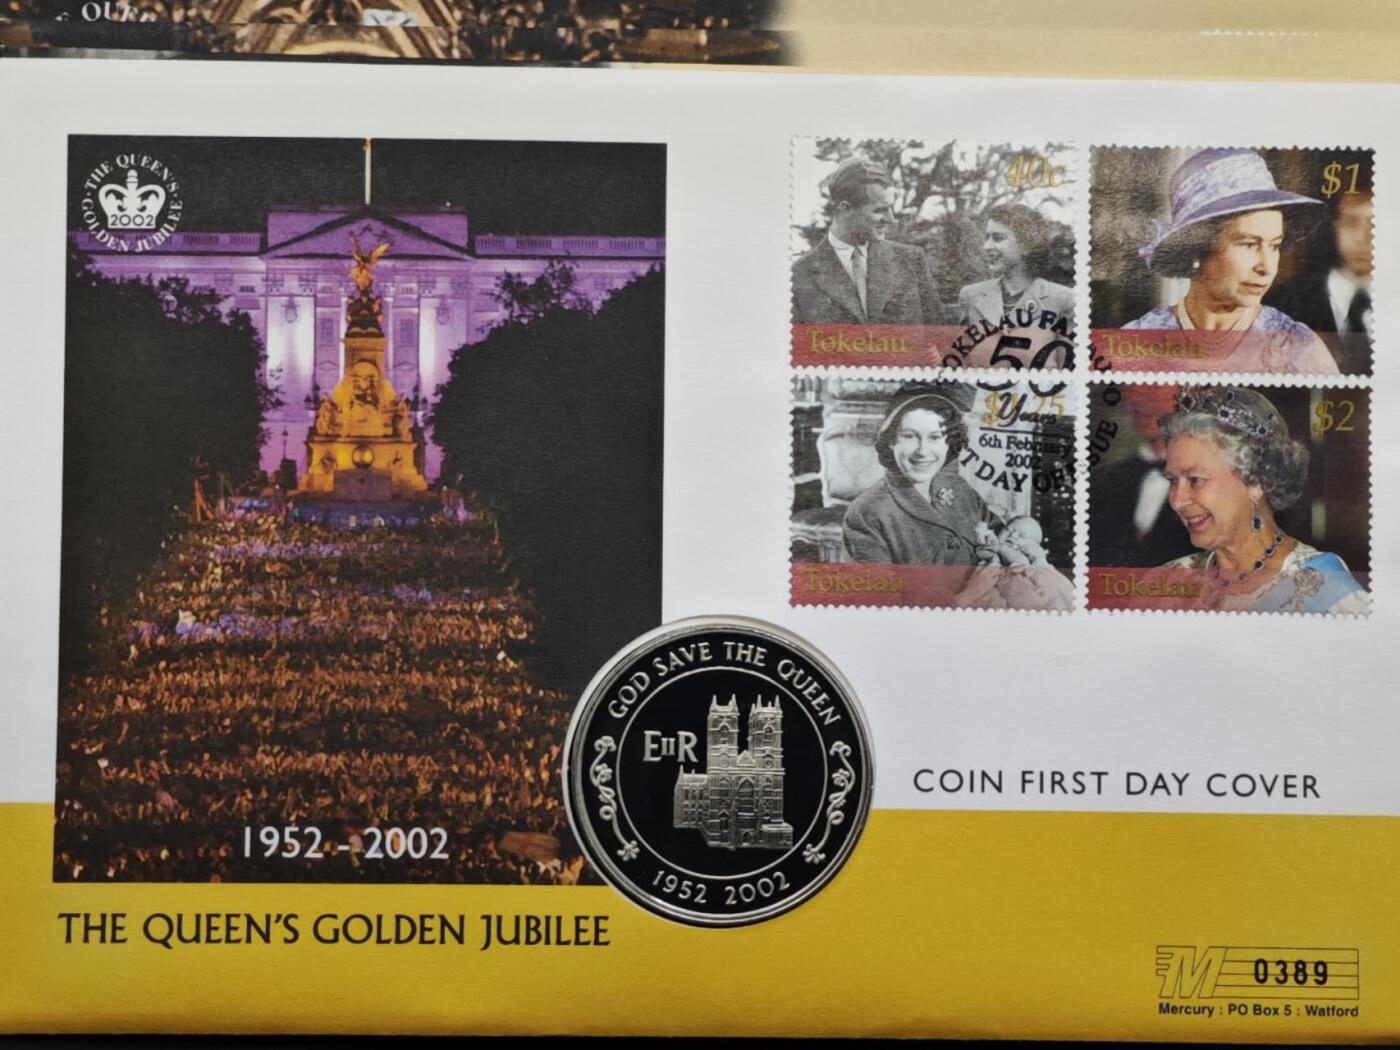 THE QUEEN'S
GOLDEN JUBILEE
2002
40c
Tokelau
$1
Tokelau
Tokelau
$2
Tokelau
50
Years
6th February
2002
1952 - 2002
THE QUEEN'S GOLDEN JUBILEE
GOD SAVE THE QUEEN
EIIR
1952 2002
COIN FIRST DAY COVER
M
0389
Mercury : PO Box 5 : Watford